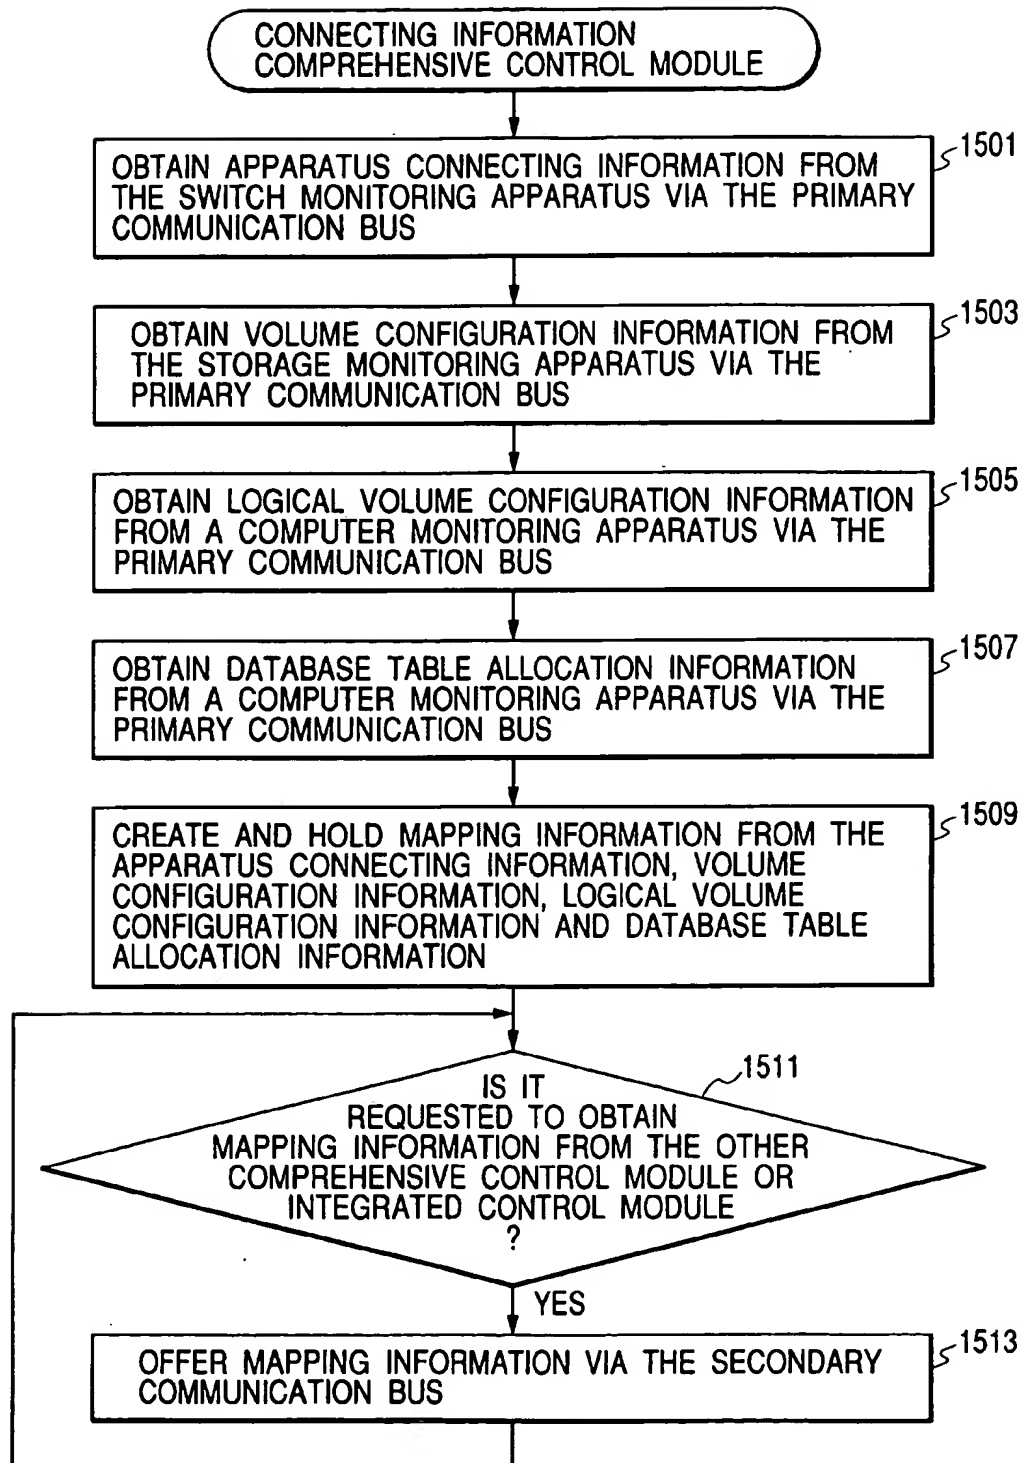 CONNECTING INFORMATION
COMPREHENSIVE CONTROL MODULE
1501
OBTAIN APPARATUS CONNECTING INFORMATION FROM
THE SWITCH MONITORING APPARATUS VIA THE PRIMARY
COMMUNICATION BUS
1503
OBTAIN VOLUME CONFIGURATION INFORMATION FROM
THE STORAGE MONITORING APPARATUS VIA THE
PRIMARY COMMUNICATION BUS
1505
OBTAIN LOGICAL VOLUME CONFIGURATION INFORMATION
FROM A COMPUTER MONITORING APPARATUS VIA THE
PRIMARY COMMUNICATION BUS
1507
OBTAIN DATABASE TABLE ALLOCATION INFORMATION
FROM A COMPUTER MONITORING APPARATUS VIA THE
PRIMARY COMMUNICATION BUS
1509
CREATE AND HOLD MAPPING INFORMATION FROM THE
APPARATUS CONNECTING INFORMATION, VOLUME
CONFIGURATION INFORMATION, LOGICAL VOLUME
CONFIGURATION INFORMATION AND DATABASE TABLE
ALLOCATION INFORMATION
1511
IS IT
REQUESTED TO OBTAIN
MAPPING INFORMATION FROM THE OTHER
COMPREHENSIVE CONTROL MODULE OR
INTEGRATED CONTROL MODULE
?
YES
1513
OFFER MAPPING INFORMATION VIA THE SECONDARY
COMMUNICATION BUS